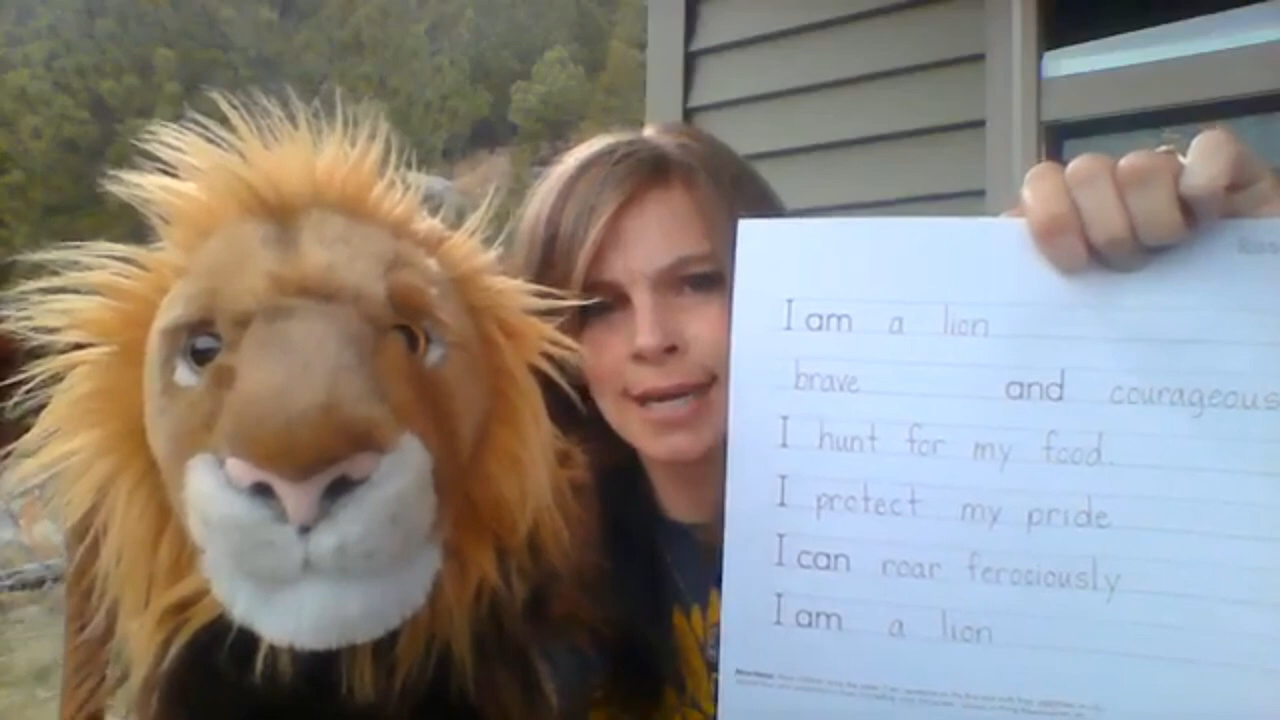 I am a lion
brave and courageous
I hunt for my food.
I protect my pride
I can roar ferociously
I am a lion